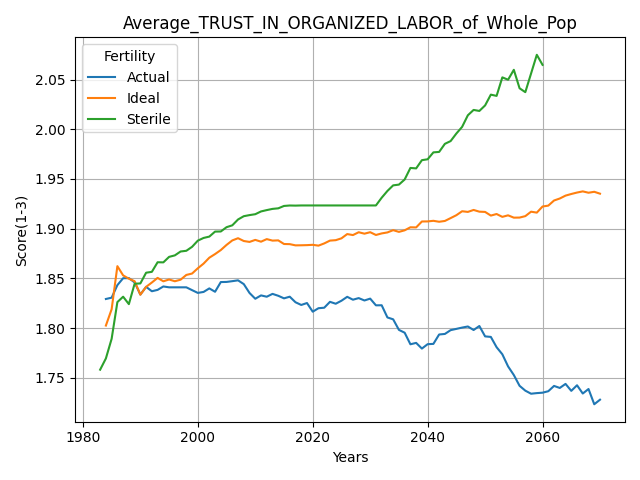 Average_TRUST_IN_ORGANIZED_LABOR_of_Whole_Pop
Fertility
Actual
Ideal
Sterile
Score(1-3)
2.05
2.00
1.95
1.90
1.85
1.80
1.75
1980 2000 2020 2040 2060
Years